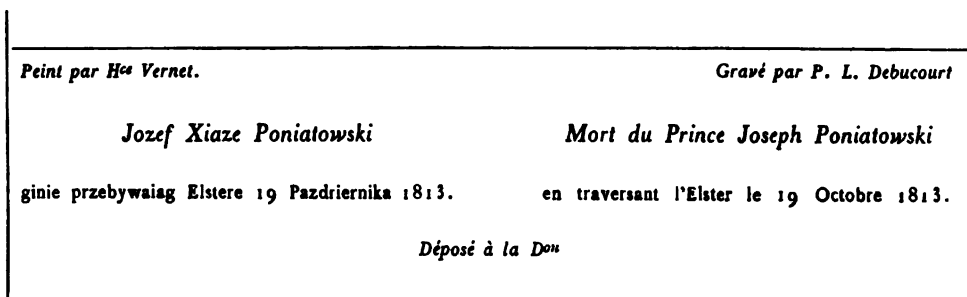 Peint par Hce Vernet. Gravé par P. L. Debucourt
Jozef Xiaze Poniatowski Mort du Prince Joseph Poniatowski
ginie przebywaiag Elstere 19 Pazdriernika 1813. en traversant l'Elster le 19 Octobre 1813.
Déposé à la Don